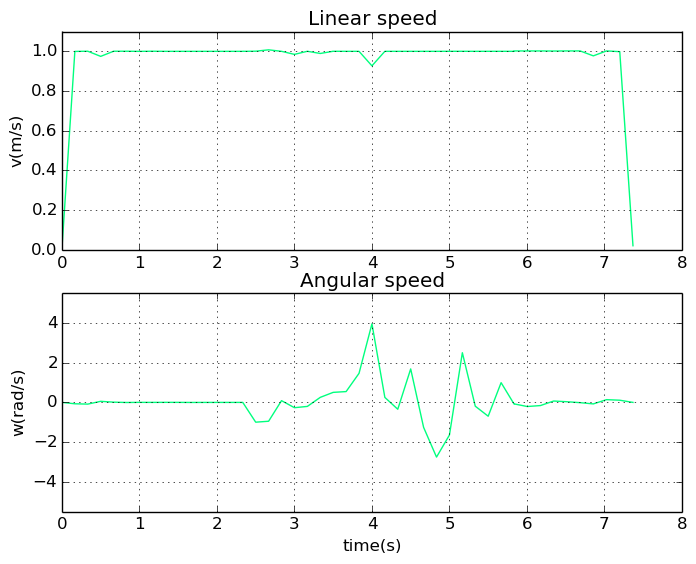 Linear speed
v(m/s)
1.0
0.8
0.6
0.4
0.2
0.0
0 1 2 3 4 5 6 7 8
Angular speed
w(rad/s)
4
2
0
−2
−4
0 1 2 3 4 5 6 7 8
time(s)